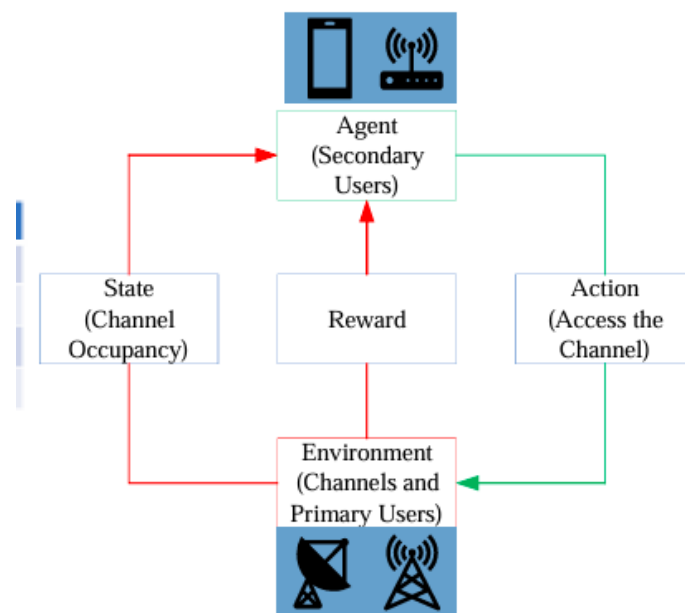 Agent
(Secondary
Users)
State
(Channel
Occupancy)
Reward
Action
(Access the
Channel)
Environment
(Channels and
Primary Users)